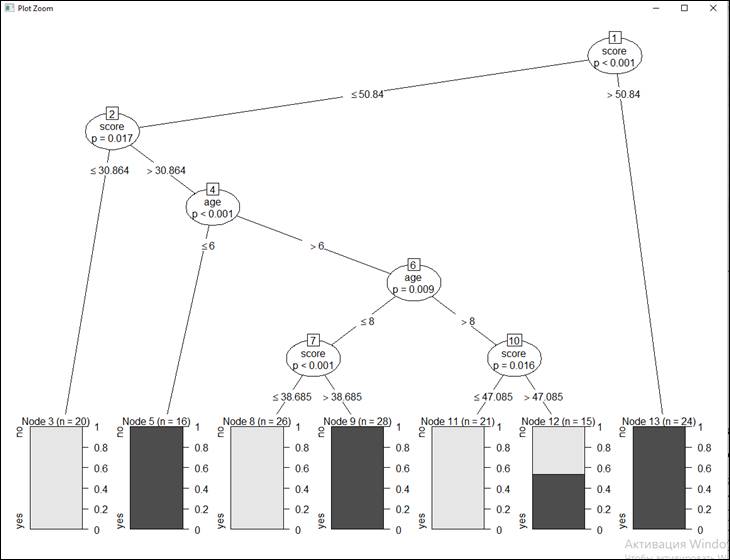 Plot Zoom
1
score
p < 0.001
≤ 50.84
> 50.84
2
score
p = 0.017
≤ 30.864
> 30.864
4
age
p < 0.001
≤ 6
> 6
6
age
p = 0.009
≤ 8
> 8
7
score
p < 0.001
10
score
p = 0.016
≤ 38.685
> 38.685
≤ 47.085
> 47.085
Node 3 (n = 20)
no
yes
1
0.8
0.6
0.4
0.2
0
Node 5 (n = 16)
no
yes
1
0.8
0.6
0.4
0.2
0
Node 8 (n = 26)
no
yes
1
0.8
0.6
0.4
0.2
0
Node 9 (n = 28)
no
yes
1
0.8
0.6
0.4
0.2
0
Node 11 (n = 21)
no
yes
1
0.8
0.6
0.4
0.2
0
Node 12 (n = 15)
no
yes
1
0.8
0.6
0.4
0.2
0
Node 13 (n = 24)
no
yes
1
0.8
0.6
0.4
0.2
0
Активация Windo